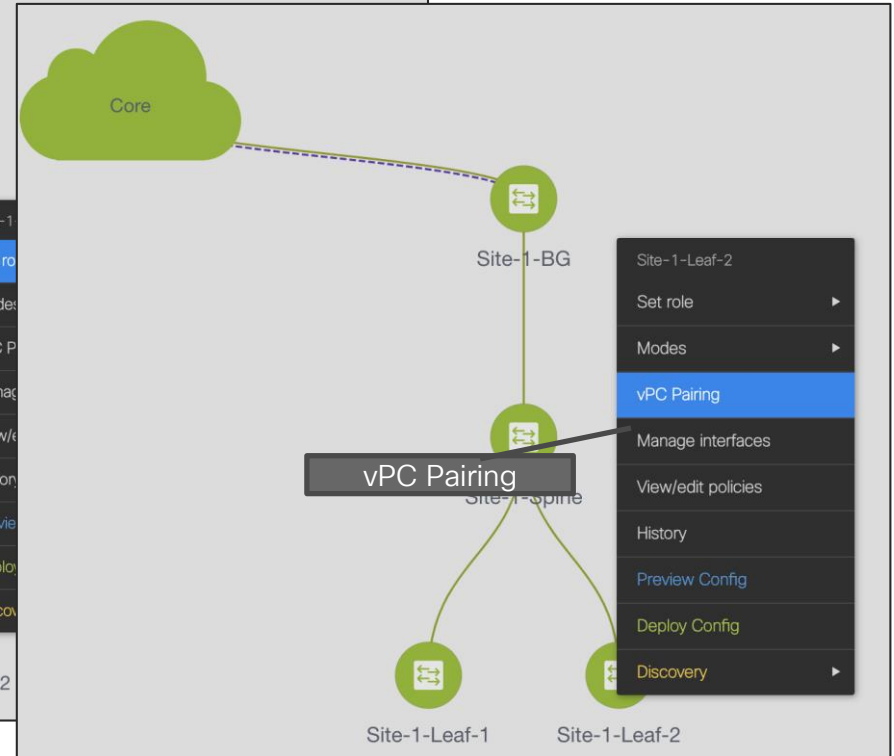 Core
Site-1-BG
Site-1-Leaf-2
Set role
Modes
vPC Pairing
Manage interfaces
View/edit policies
History
Preview Config
Deploy Config
Discovery
vPC Pairing
Site-1-Spine
Site-1-Leaf-1
Site-1-Leaf-2
2